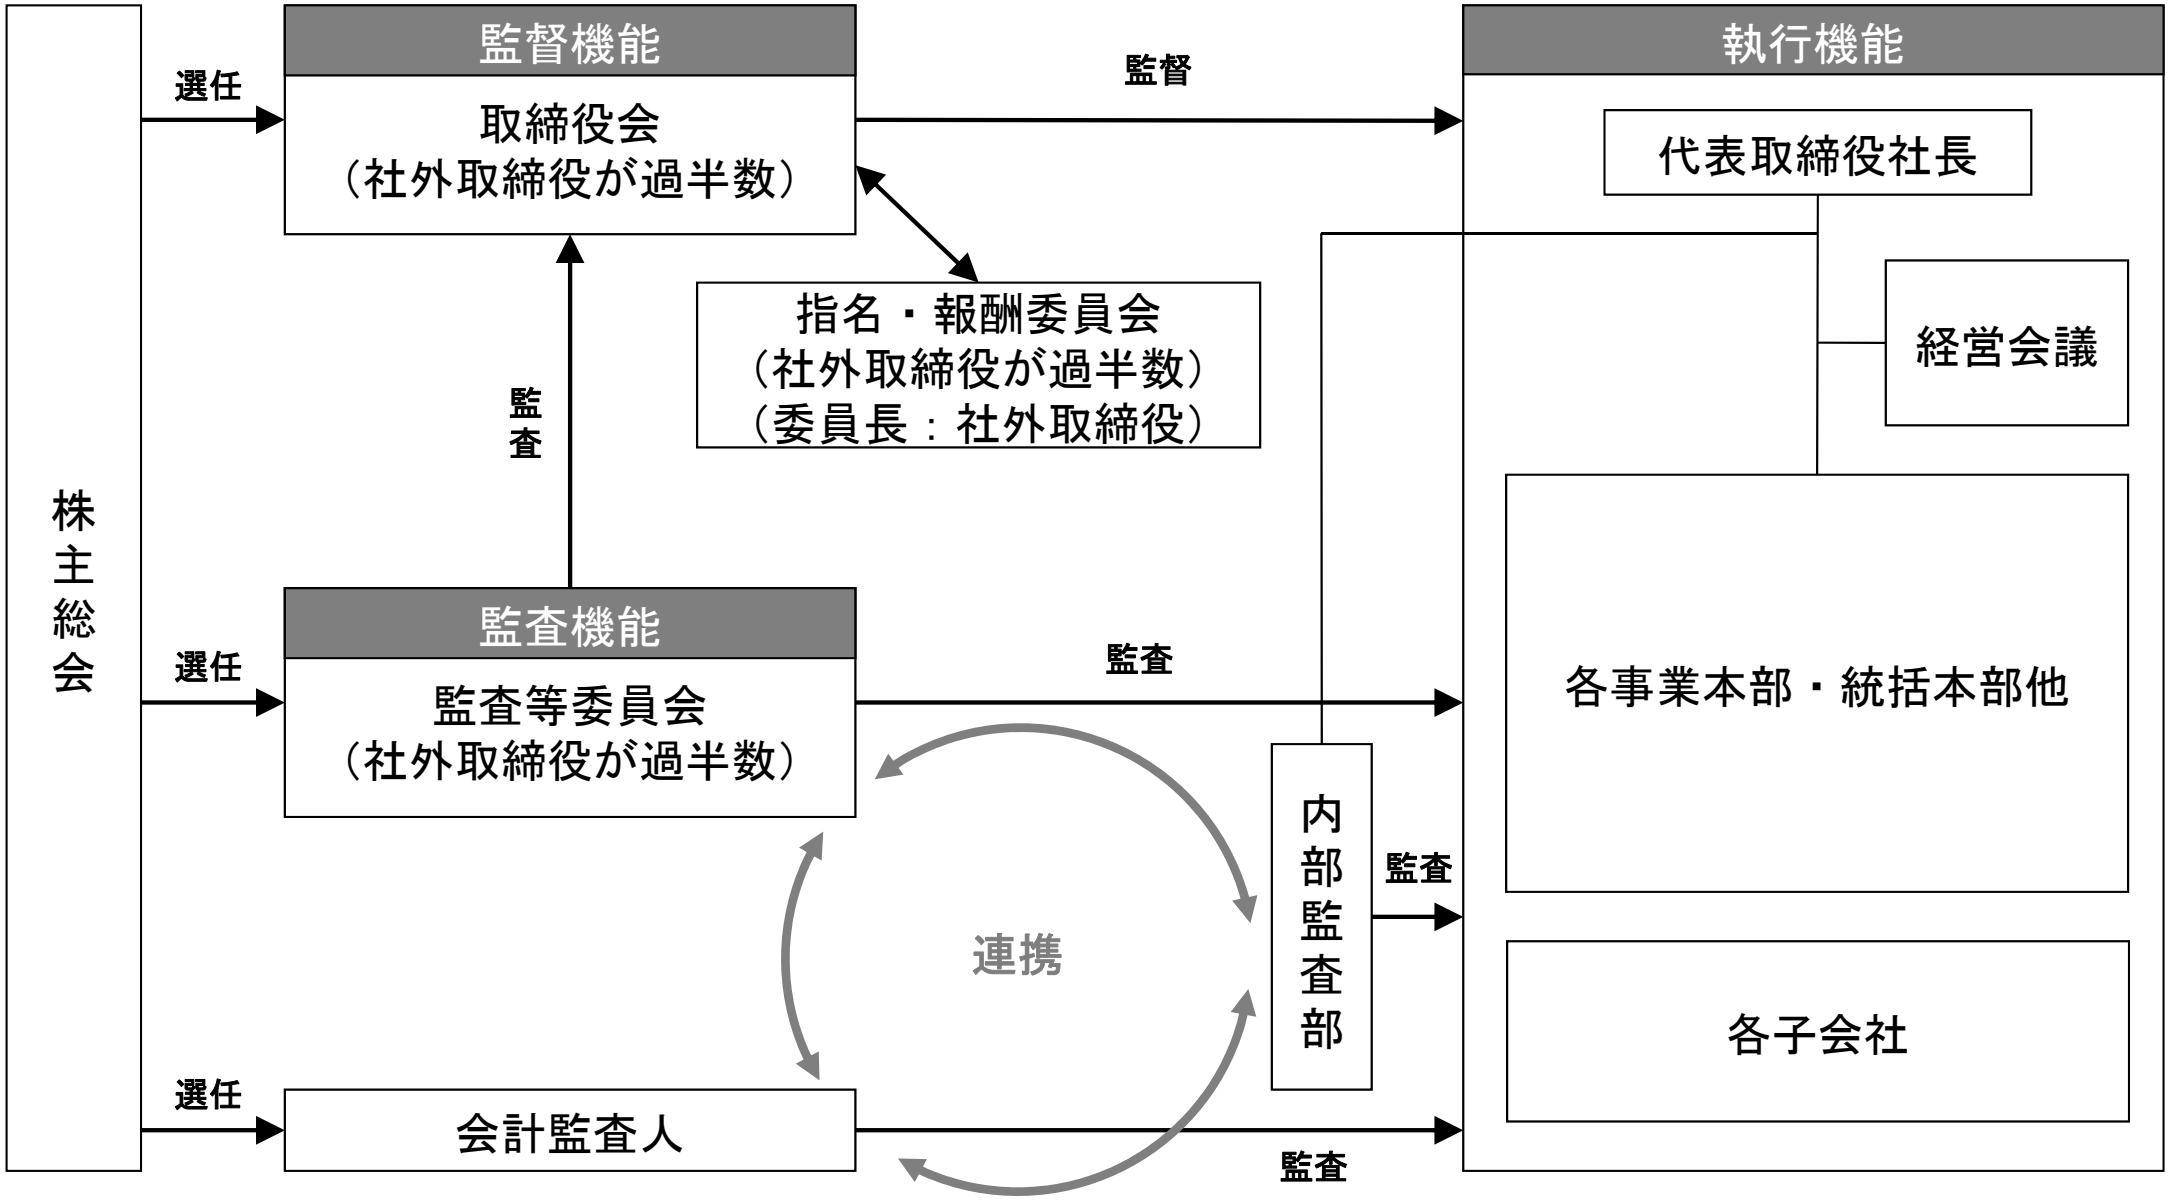 株主総会
選任
監督機能
取締役会
（社外取締役が過半数）
監督
指名・報酬委員会
（社外取締役が過半数）
（委員長：社外取締役）
監査
選任
監査機能
監査等委員会
（社外取締役が過半数）
監査
連携
内部監査部
監査
選任
会計監査人
監査
執行機能
代表取締役社長
経営会議
各事業本部・統括本部他
各子会社